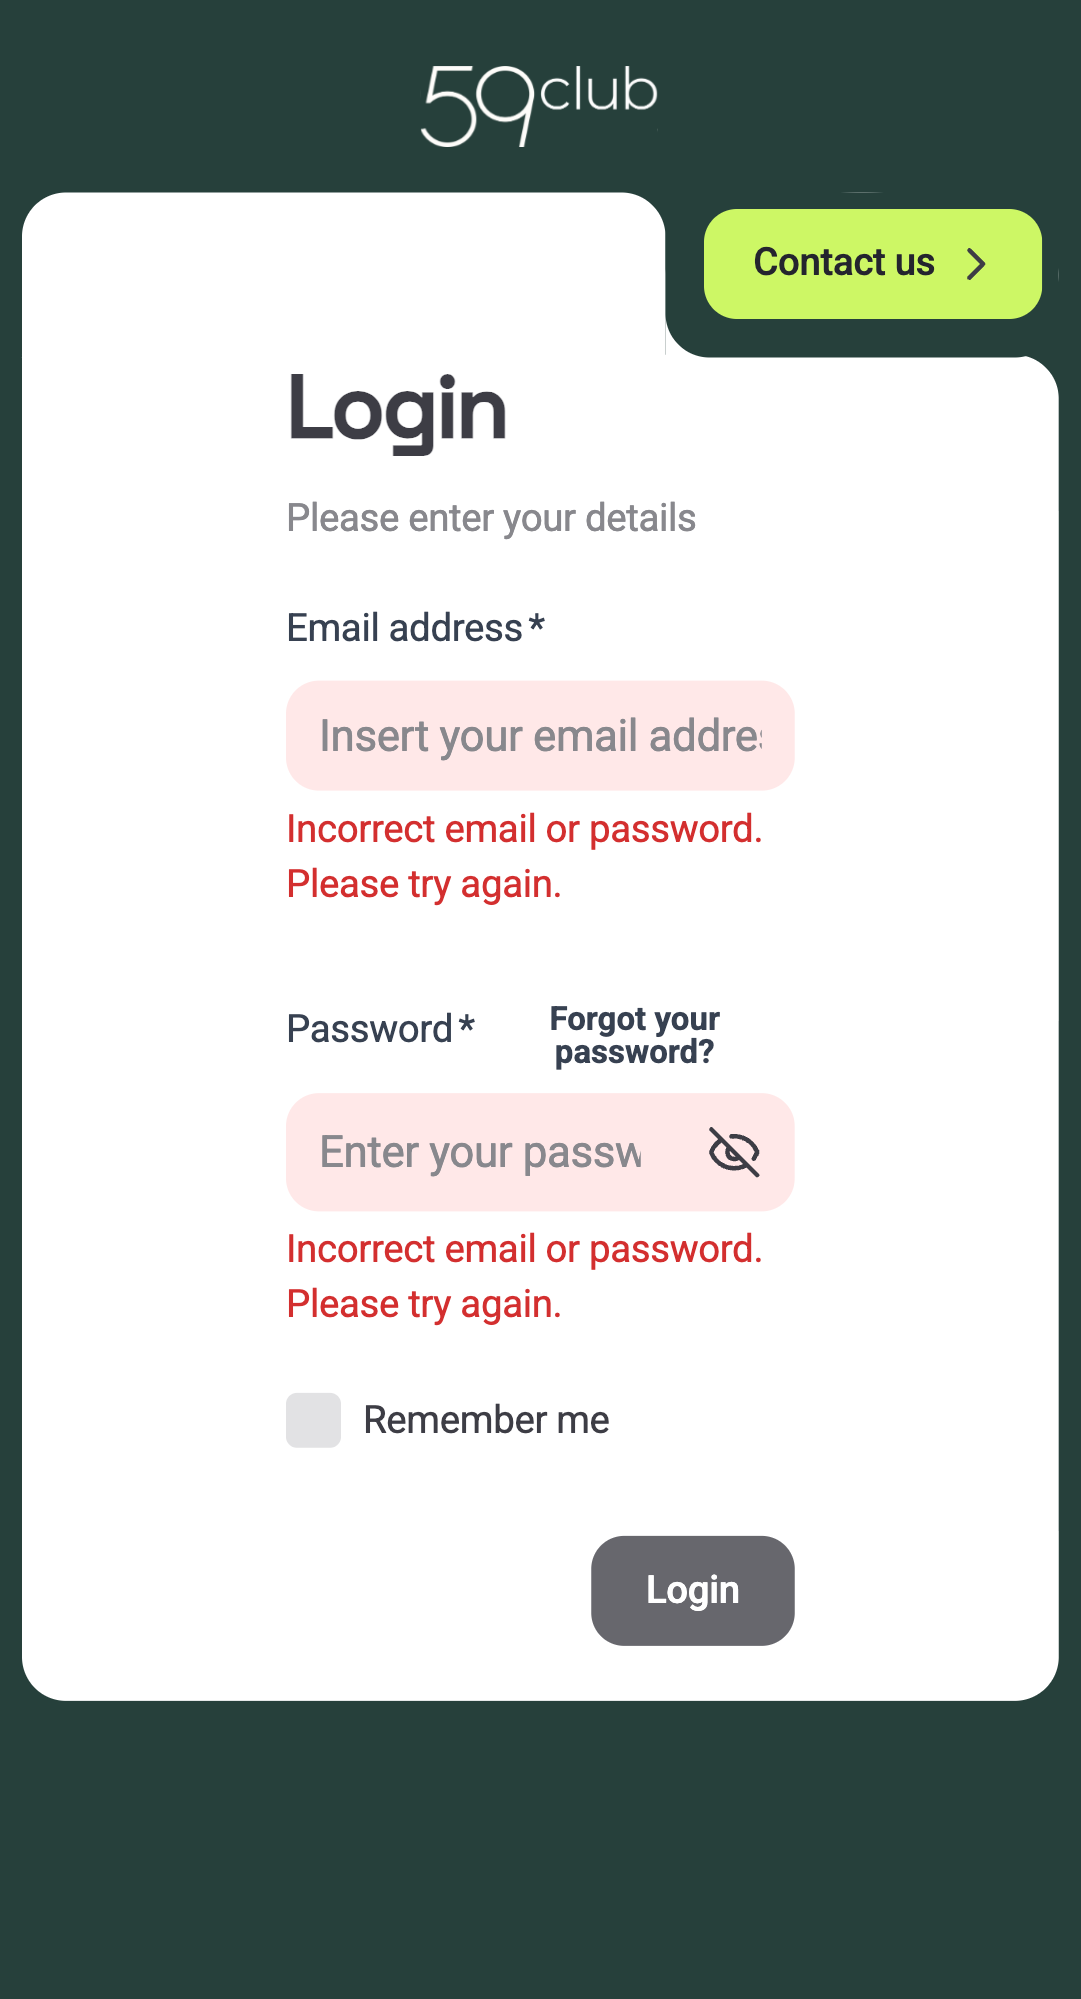 59club
Contact us
Login
Please enter your details
Email address*
Insert your email addre
Incorrect email or password.
Please try again.
Password*
Forgot your
password?
Enter your passw
Incorrect email or password.
Please try again.
Remember me
Login